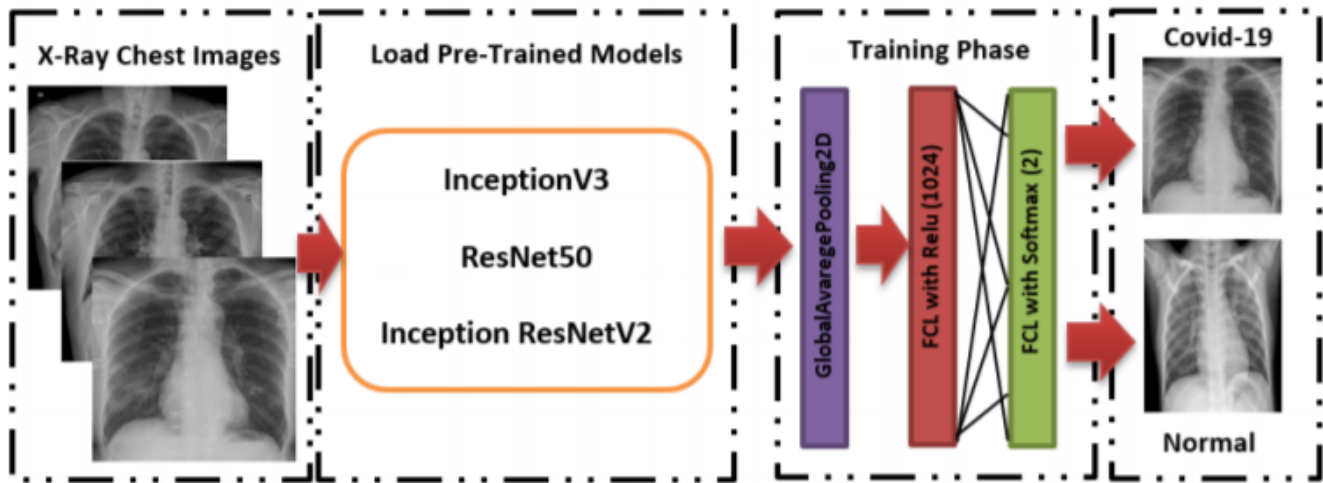 X-Ray Chest Images
Load Pre-Trained Models
InceptionV3
ResNet50
Inception ResNetV2
Training Phase
GlobalAvaregePooling2D
FCL with Relu (1024)
FCL with Softmax (2)
Covid-19
Normal